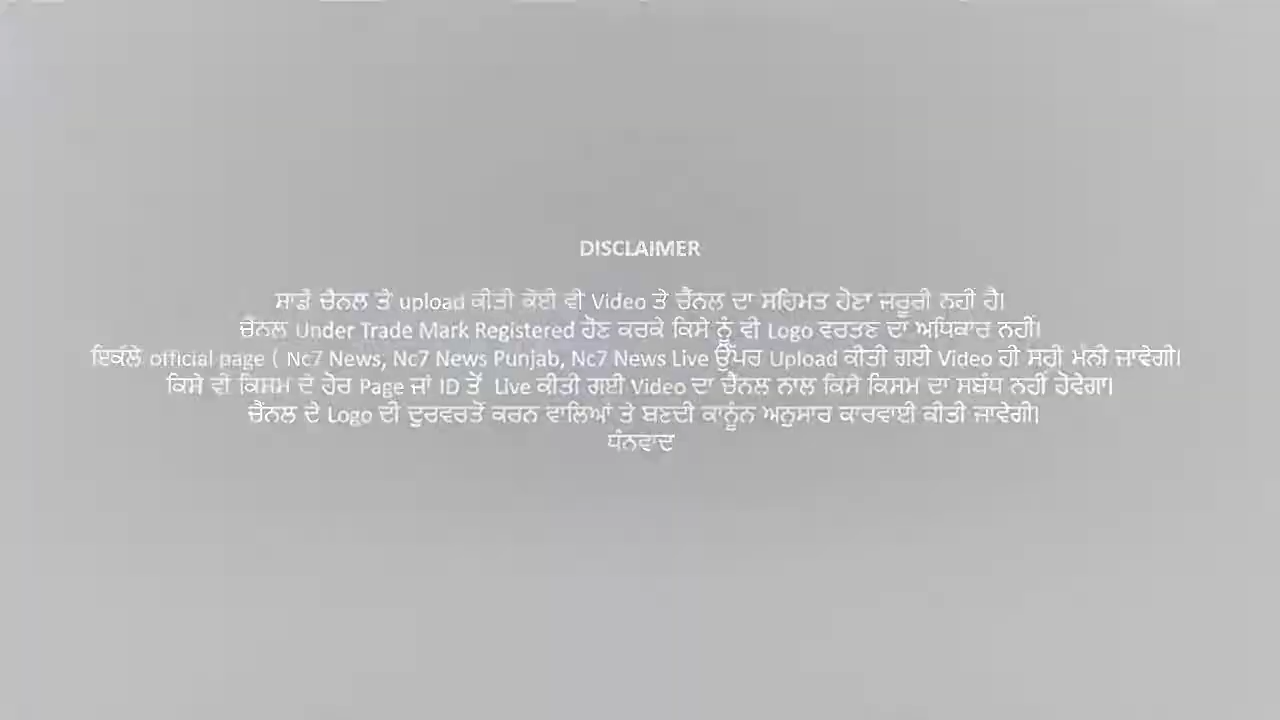 DISCLAIMER
ਸਾਡੇ ਚੈਨਲ ਤੇ upload ਕੀਤੀ ਕੋਈ ਵੀ Video ਤੇ ਚੈੱਨਲ ਦਾ ਸਹਿਮਤ ਹੋਣਾ ਜਰੂਰੀ ਨਹੀਂ ਹੈ।
ਚੈਨਲ Under Trade Mark Registered ਹੋਣ ਕਰਕੇ ਕਿਸੇ ਨੂੰ ਵੀ Logo ਵਰਤਣ ਦਾ ਅਧਿਕਾਰ ਨਹੀਂ।
ਇਕੱਲੇ official page ( Nc7 News, Nc7 News Punjab, Nc7 News Live ਉੱਪਰ Upload ਕੀਤੀ ਗਈ Video ਹੀ ਸਹੀ ਮੰਨੀ ਜਾਵੇਗੀ।
ਕਿਸੇ ਵੀ ਕਿਸਮ ਦੇ ਹੋਰ Page ਜਾਂ ID ਤੋਂ Live ਕੀਤੀ ਗਈ Video ਦਾ ਚੈੱਨਲ ਨਾਲ ਕਿਸੇ ਕਿਸਮ ਦਾ ਸਬੰਧ ਨਹੀਂ ਹੋਵੇਗਾ।
ਚੈੱਨਲ ਦੇ Logo ਦੀ ਦੁਰਵਰਤੋਂ ਕਰਨ ਵਾਲਿਆਂ ਤੇ ਬਣਦੀ ਕਾਨੂੰਨ ਅਨੁਸਾਰ ਕਾਰਵਾਈ ਕੀਤੀ ਜਾਵੇਗੀ।
ਧੰਨਵਾਦ